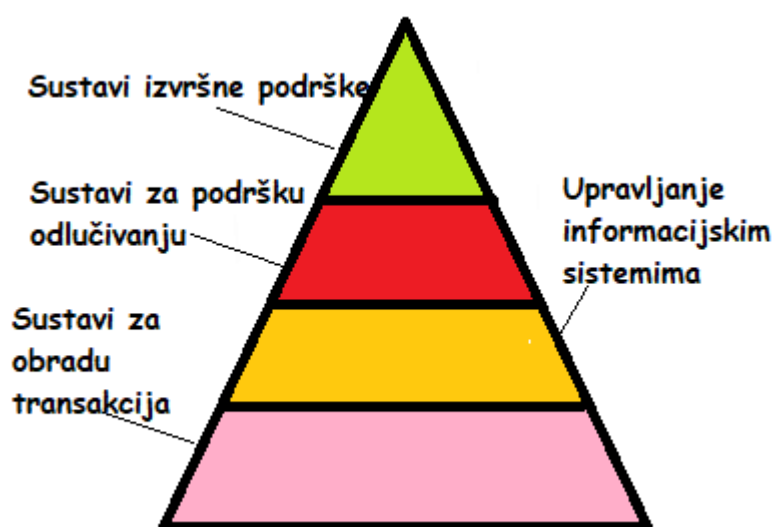 Sustavi izvršne podrške
Sustavi za podršku
odlučivanju
Upravljanje
informacijskim
sistemima
Sustavi za
obradu
transakcija